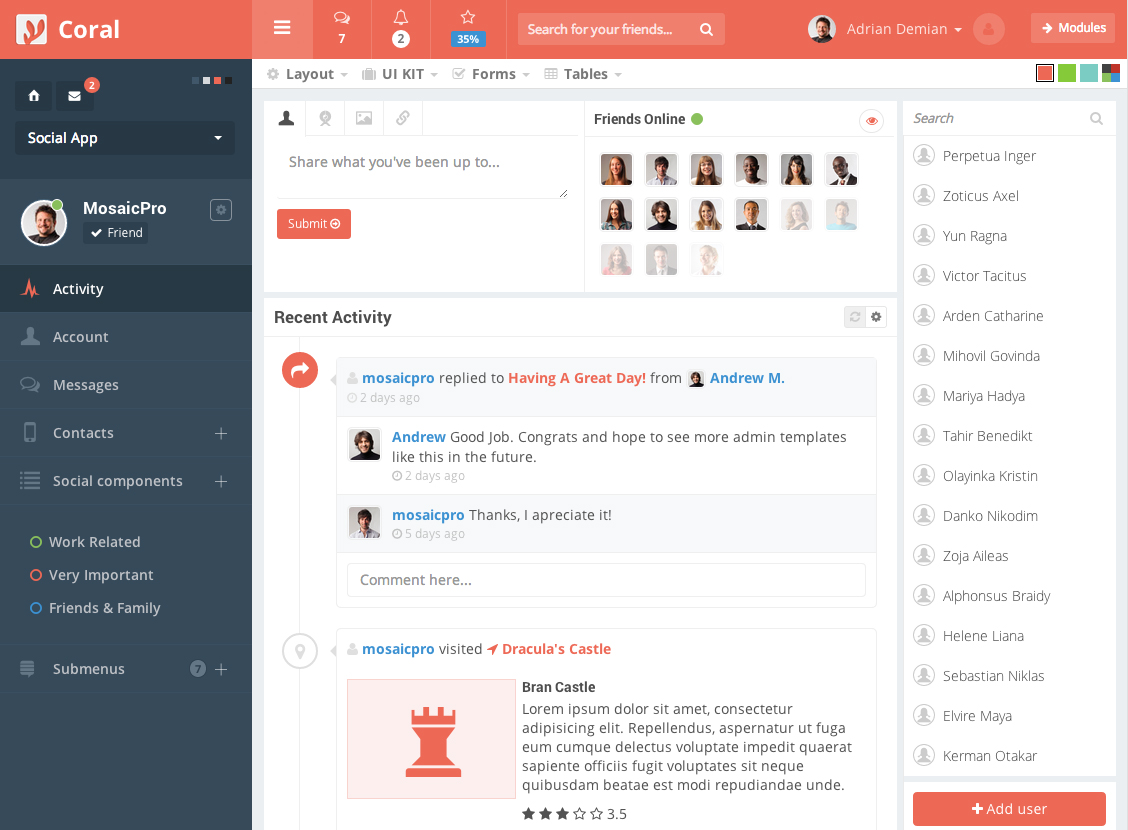 Coral
7
2
35%
Search for your friends...
Adrian Demian
Modules
2
Social App
MosaicPro
Friend
Activity
Account
Messages
Contacts
Social components
Work Related
Very Important
Friends & Family
Submenus
7
Layout
UI KIT
Forms
Tables
Share what you've been up to...
Submit
Friends Online
Recent Activity
mosaicpro replied to Having A Great Day! from Andrew M.
2 days ago
Andrew Good Job. Congrats and hope to see more admin templates
like this in the future.
2 days ago
mosaicpro Thanks, I apreciate it!
5 days ago
Comment here...
mosaicpro visited Dracula's Castle
Bran Castle
Lorem ipsum dolor sit amet, consectetur
adipisicing elit. Repellendus, aspernatur ut fuga
eum cumque delectus voluptate impedit quaerat
sapiente officiis fugit voluptates sit neque
quibusdam beatae est modi repudiandae unde.
3.5
Search
Perpetua Inger
Zoticus Axel
Yun Ragna
Victor Tacitus
Arden Catharine
Mihovil Govinda
Mariya Hadya
Tahir Benedikt
Olayinka Kristin
Danko Nikodim
Zoja Aileas
Alphonsus Braidy
Helene Liana
Sebastian Niklas
Elvire Maya
Kerman Otakar
Add user